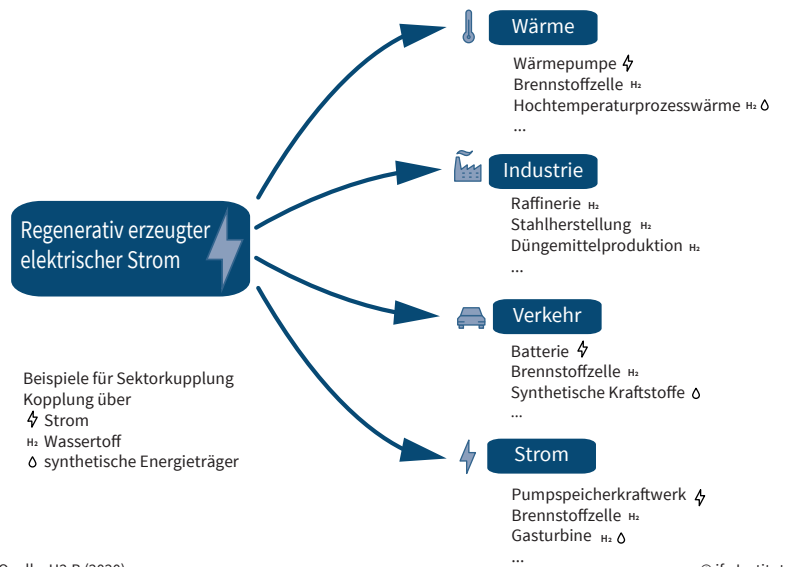 Wärme
Wärmepumpe
Brennstoffzelle H₂
Hochtemperaturprozesswärme H₂
...
Industrie
Raffinerie H₂
Stahlherstellung H₂
Düngemittelproduktion H₂
...
Regenerativ erzeugter
elektrischer Strom
Verkehr
Batterie
Brennstoffzelle H₂
Synthetische Kraftstoffe
...
Beispiele für Sektorkupplung
Kopplung über
Strom
H₂ Wassertoff
synthetische Energieträger
Strom
Pumpspeicherkraftwerk
Brennstoffzelle H₂
Gasturbine H₂
...